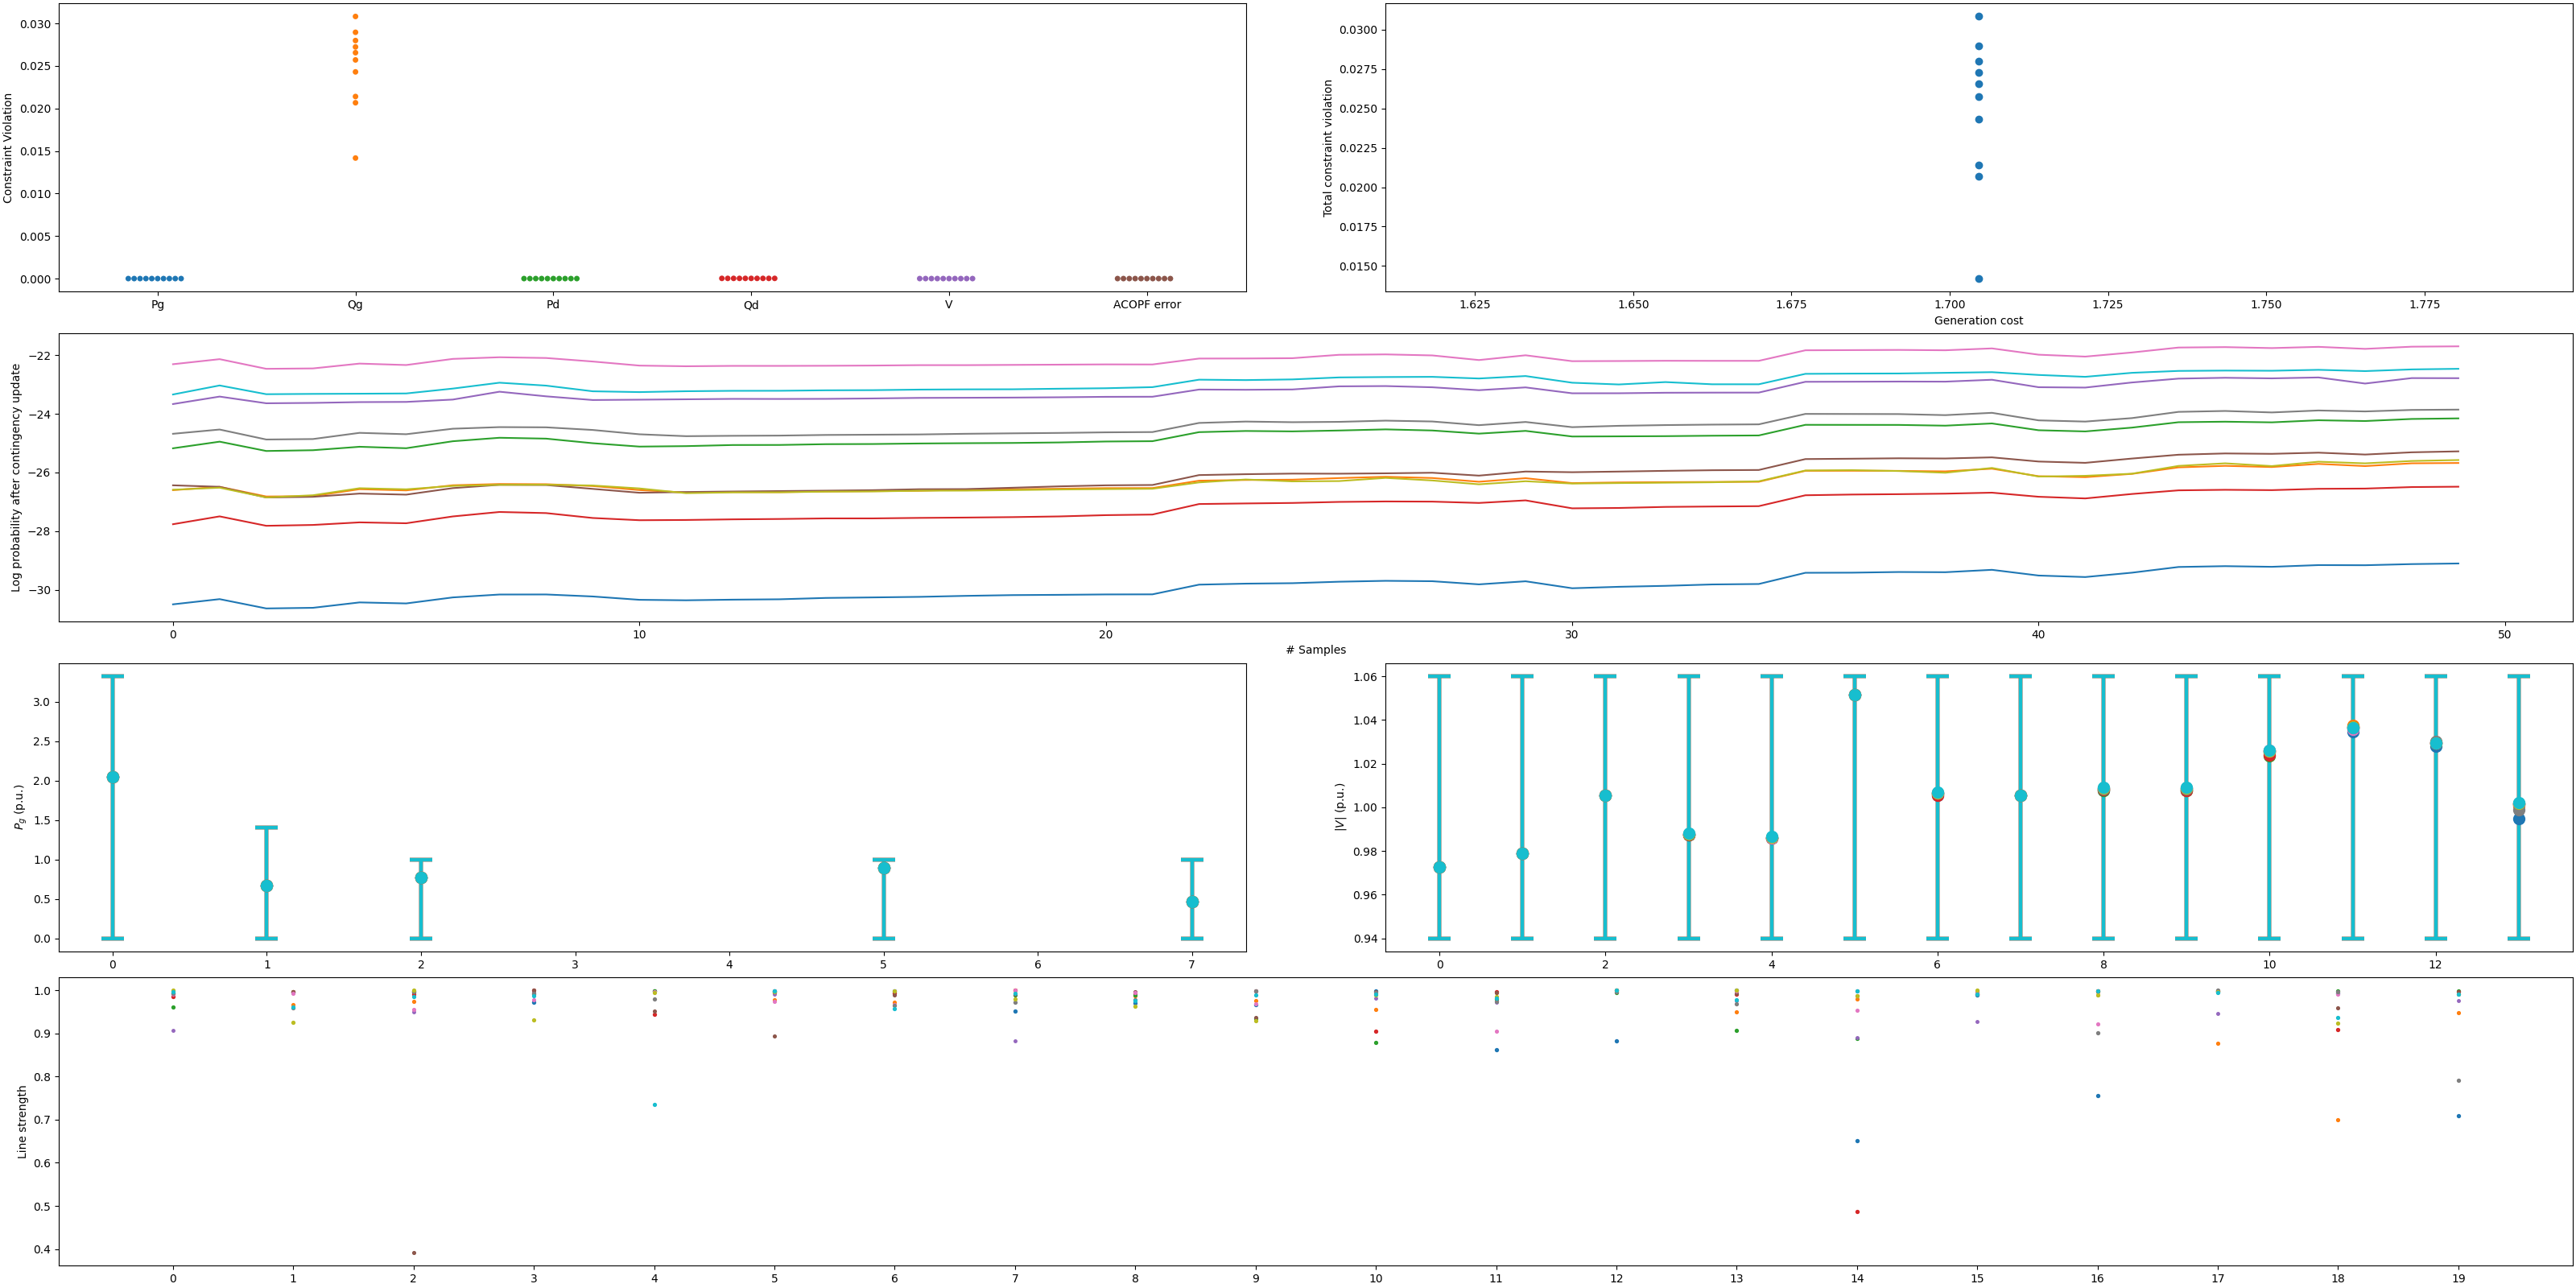 Constraint Violation
0.030
0.025
0.020
0.015
0.010
0.005
0.000
Pg Qg Pd Qd V ACOPF error
Total constraint violation
0.0300
0.0275
0.0250
0.0225
0.0200
0.0175
0.0150
1.625 1.650 1.675 1.700 1.725 1.750 1.775
Generation cost
Log probability after contingency update
−22
−24
−26
−28
−30
0 10 20 30 40 50
# Samples
P_g (p.u.)
3.0
2.5
2.0
1.5
1.0
0.5
0.0
0 1 2 3 4 5 6 7
|V| (p.u.)
1.06
1.04
1.02
1.00
0.98
0.96
0.94
0 2 4 6 8 10 12
Line strength
1.0
0.9
0.8
0.7
0.6
0.5
0.4
0 1 2 3 4 5 6 7 8 9 10 11 12 13 14 15 16 17 18 19